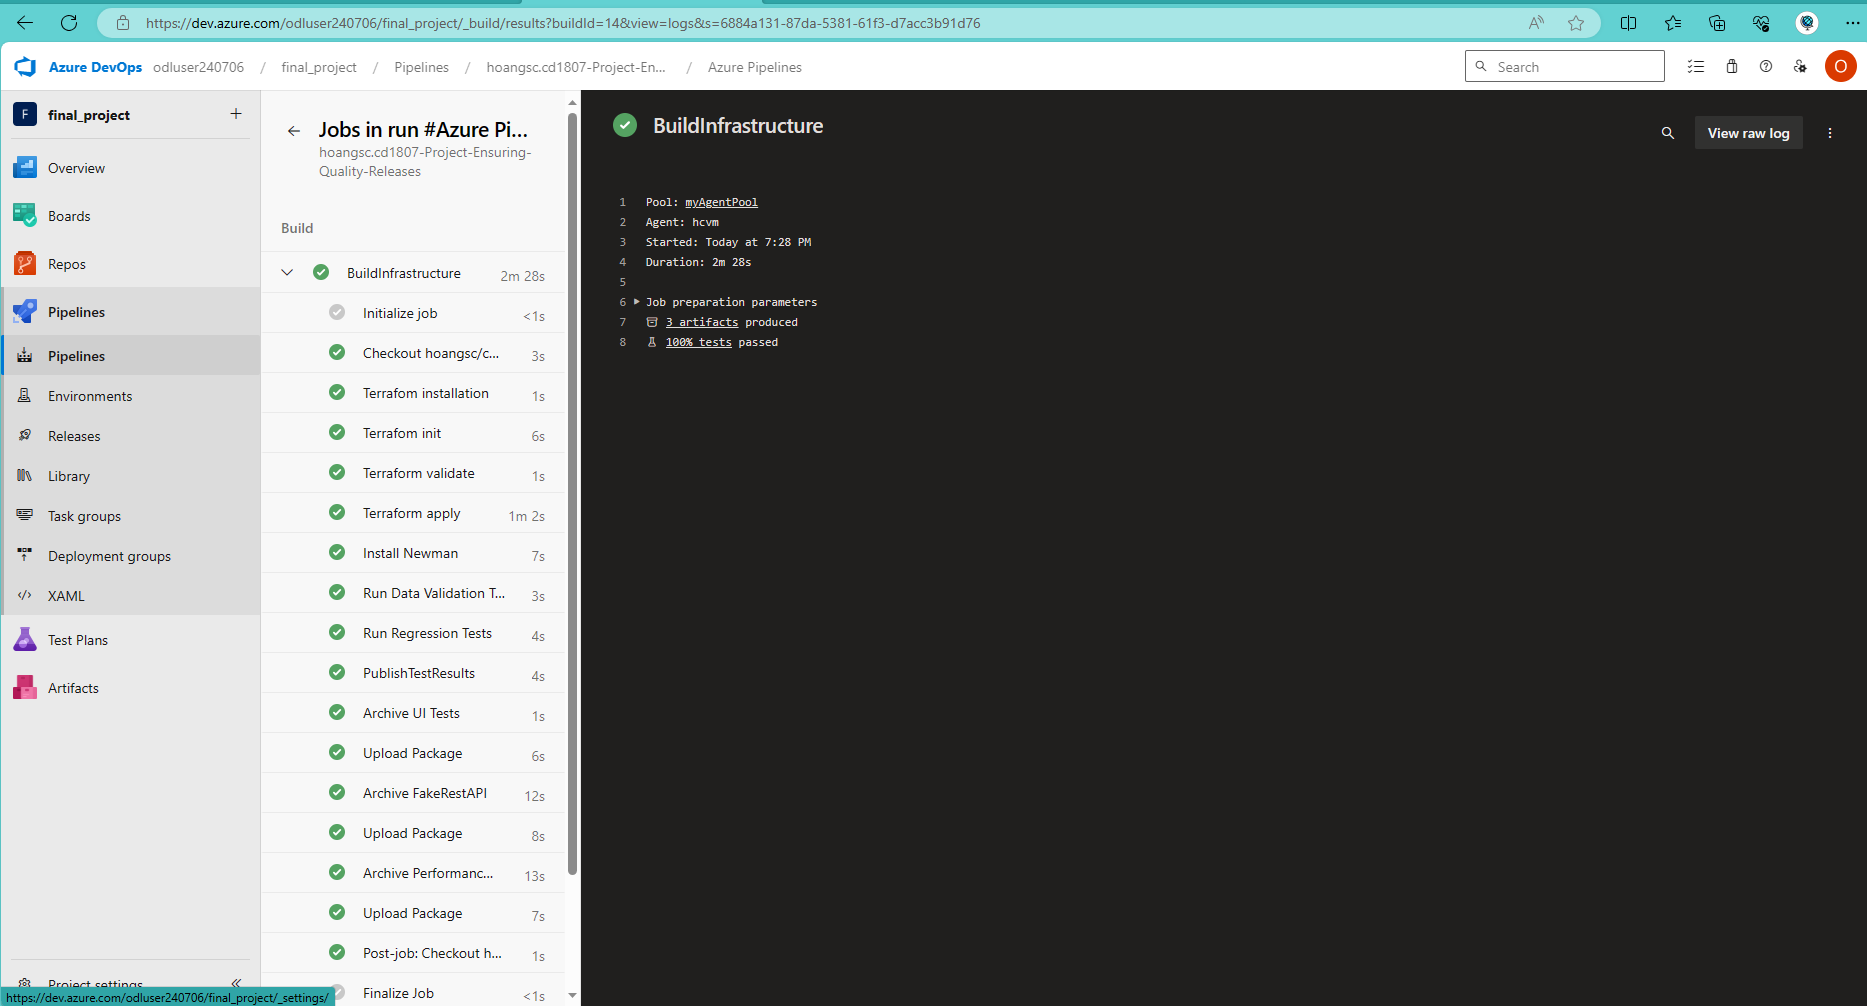 https://dev.azure.com/odluser240706/final_project/_build/results?buildId=14&view=logs&s=6884a131-87da-5381-61f3-d7acc3b91d76
Azure DevOps odluser240706 / final_project / Pipelines / hoangsc.cd1807-Project-En... / Azure Pipelines
Search
O
F final_project
Overview
Boards
Repos
Pipelines
Pipelines
Environments
Releases
Library
Task groups
Deployment groups
XAML
Test Plans
Artifacts
Project settings
https://dev.azure.com/odluser240706/final_project/_settings/
Jobs in run #Azure Pi...
hoangsc.cd1807-Project-Ensuring-
Quality-Releases
Build
BuildInfrastructure 2m 28s
Initialize job <1s
Checkout hoangsc/c... 3s
Terrafom installation 1s
Terrafom init 6s
Terraform validate 1s
Terraform apply 1m 2s
Install Newman 7s
Run Data Validation T... 3s
Run Regression Tests 4s
PublishTestResults 4s
Archive UI Tests 1s
Upload Package 6s
Archive FakeRestAPI 12s
Upload Package 8s
Archive Performanc... 13s
Upload Package 7s
Post-job: Checkout h... 1s
Finalize Job <1s
BuildInfrastructure
View raw log
1 Pool: myAgentPool
2 Agent: hcvm
3 Started: Today at 7:28 PM
4 Duration: 2m 28s
5
6 Job preparation parameters
7 3 artifacts produced
8 100% tests passed